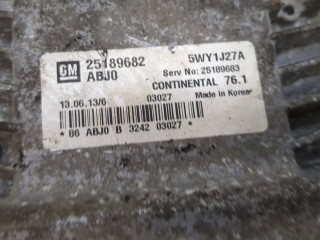 GM 25189682 5WY1J27A
ABJ0 Serv No: 25189683
CONTINENTAL 76.1
13.06.13/6 03027 Made in Korea
* 86 ABJ0 B 3242 03027 *